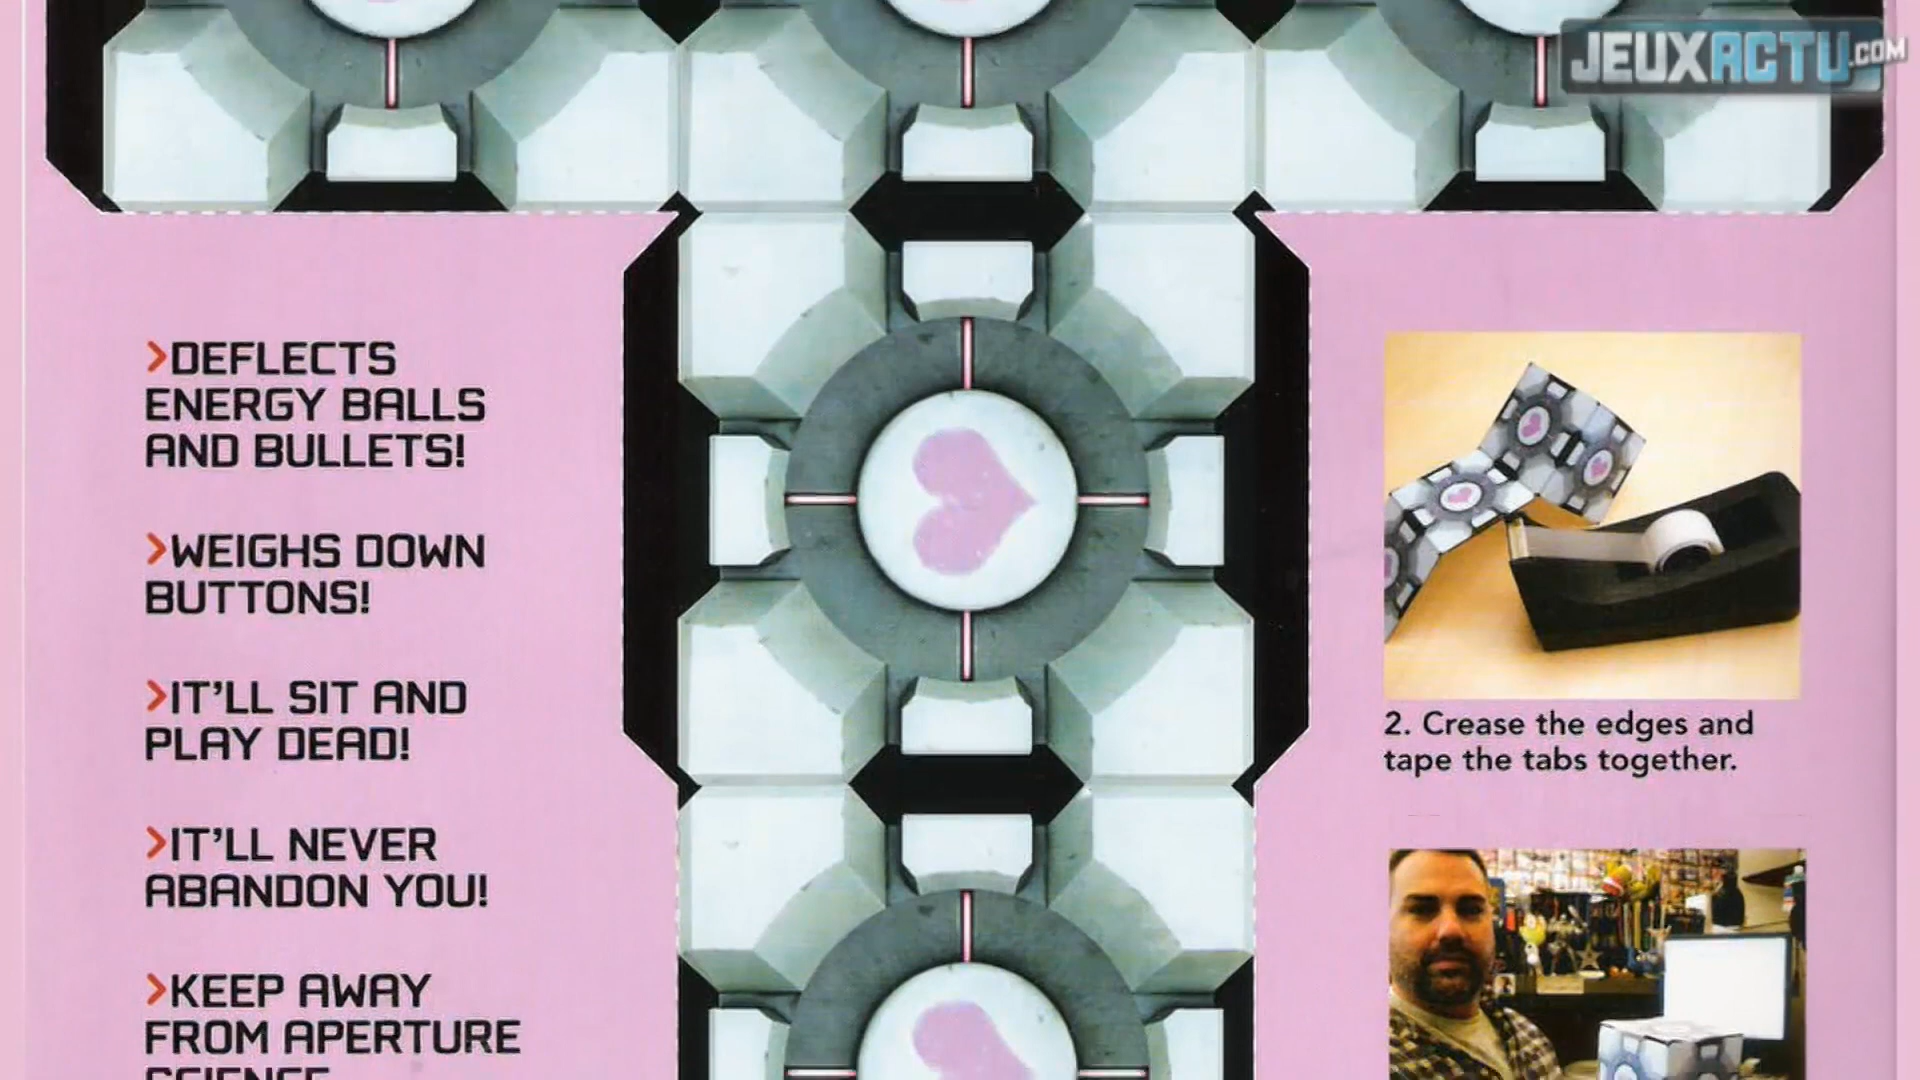 JEUXACTU.COM
>DEFLECTS
ENERGY BALLS
AND BULLETS!
>WEIGHS DOWN
BUTTONS!
>IT'LL SIT AND
PLAY DEAD!
>IT'LL NEVER
ABANDON YOU!
>KEEP AWAY
FROM APERTURE
SCIENCE
2. Crease the edges and
tape the tabs together.